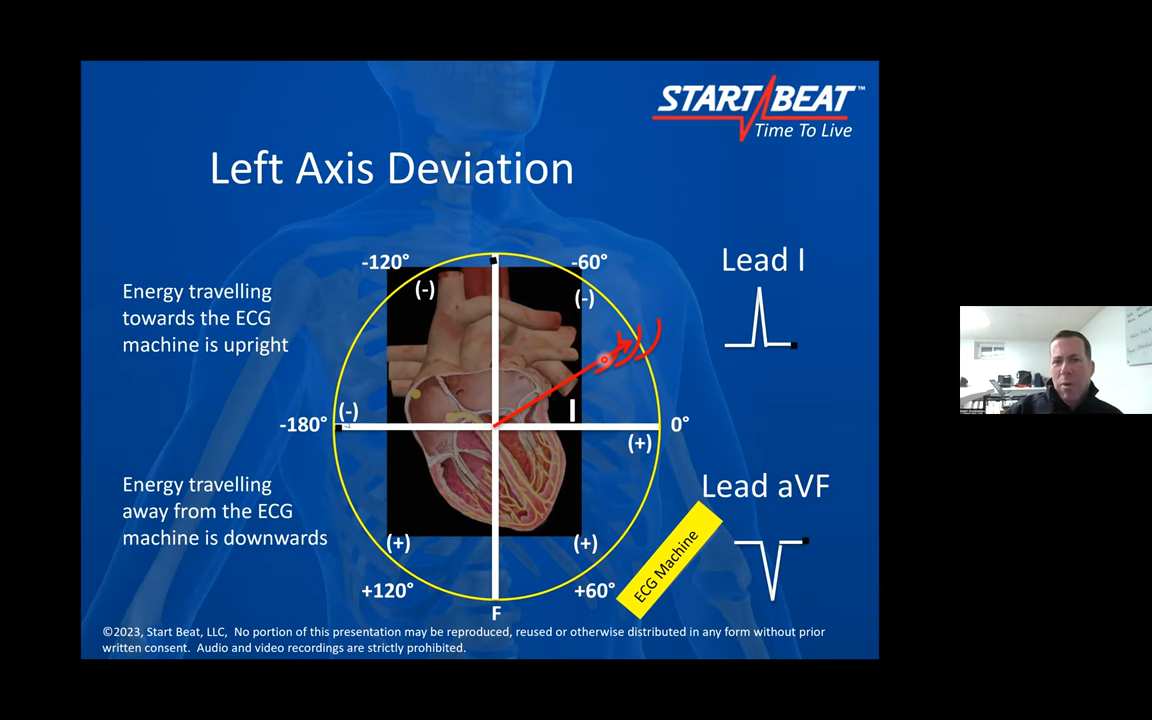 START BEAT™
Time To Live
Left Axis Deviation
-120°
-60°
Lead I
(-)
(-)
Energy travelling
towards the ECG
machine is upright
(-)
I
-180°
0°
(+)
Energy travelling
away from the ECG
machine is downwards
Lead aVF
(+)
(+)
ECG Machine
+120°
+60°
F
©2023, Start Beat, LLC, No portion of this presentation may be reproduced, reused or otherwise distributed in any form without prior
written consent. Audio and video recordings are strictly prohibited.